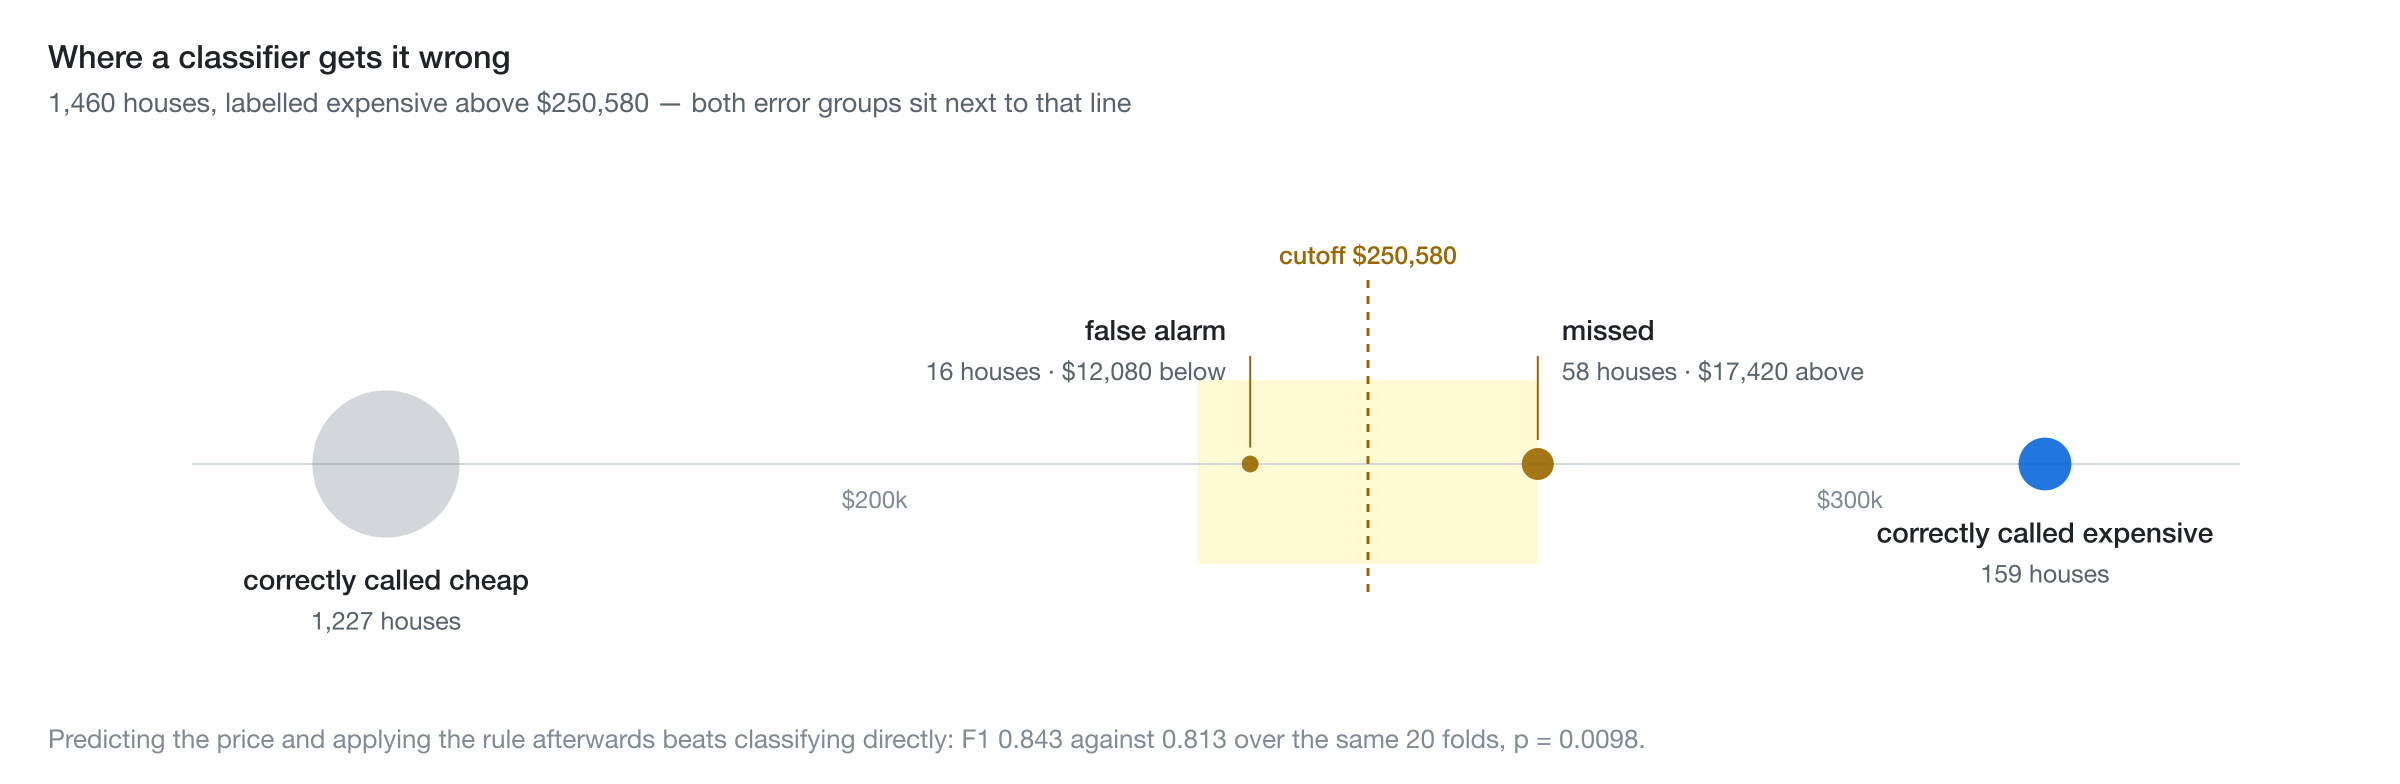 Where a classifier gets it wrong
1,460 houses, labelled expensive above $250,580 — both error groups sit next to that line
cutoff $250,580
false alarm
16 houses · $12,080 below
missed
58 houses · $17,420 above
$200k
$300k
correctly called expensive
159 houses
correctly called cheap
1,227 houses
Predicting the price and applying the rule afterwards beats classifying directly: F1 0.843 against 0.813 over the same 20 folds, p = 0.0098.